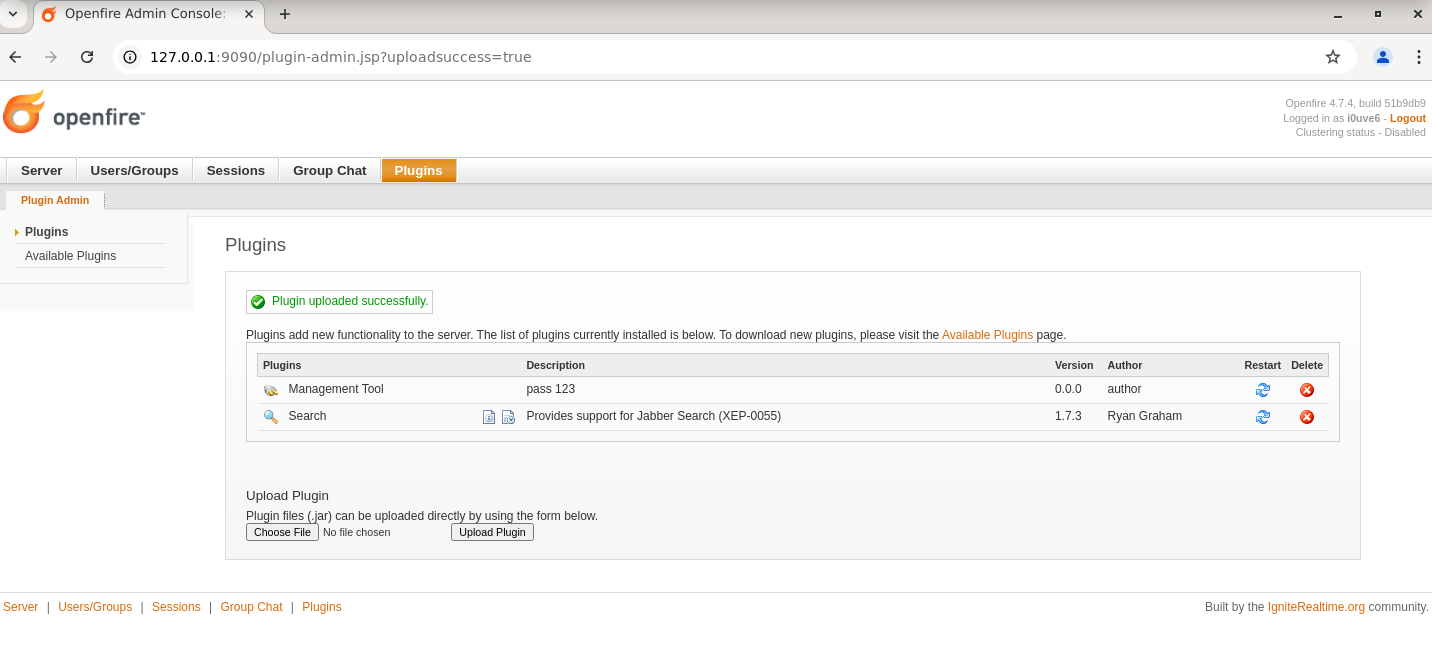 Openfire Admin Console:
127.0.0.1:9090/plugin-admin.jsp?uploadsuccess=true
openfire™
Openfire 4.7.4, build 51b9db9
Logged in as i0uve6 - Logout
Clustering status - Disabled
Server Users/Groups Sessions Group Chat Plugins
Plugin Admin
Plugins
Available Plugins
Plugins
Plugin uploaded successfully.
Plugins add new functionality to the server. The list of plugins currently installed is below. To download new plugins, please visit the Available Plugins page.
Plugins Description Version Author Restart Delete
Management Tool pass 123 0.0.0 author
Search Provides support for Jabber Search (XEP-0055) 1.7.3 Ryan Graham
Upload Plugin
Plugin files (.jar) can be uploaded directly by using the form below.
Choose File No file chosen Upload Plugin
Server | Users/Groups | Sessions | Group Chat | Plugins
Built by the IgniteRealtime.org community.